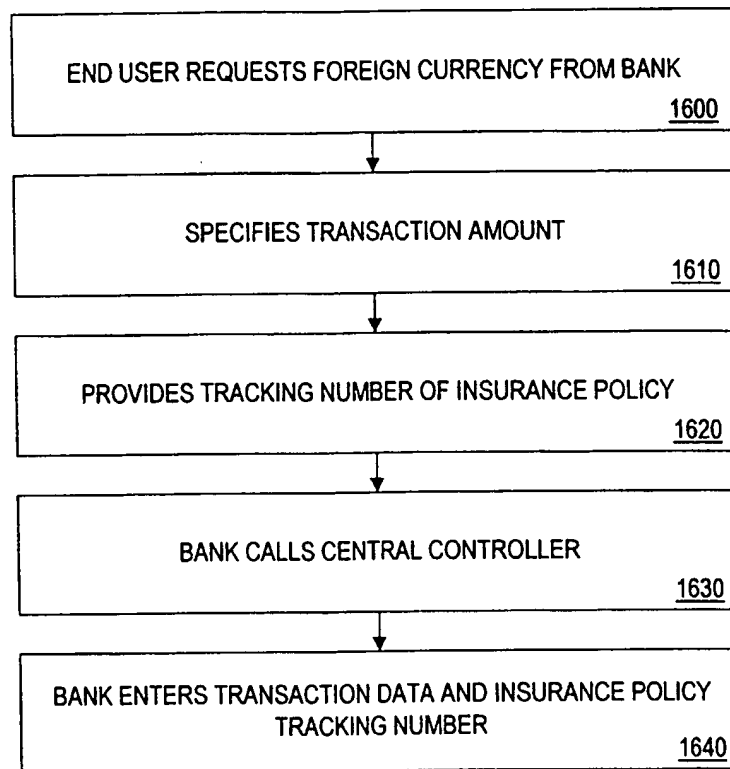 END USER REQUESTS FOREIGN CURRENCY FROM BANK
1600
SPECIFIES TRANSACTION AMOUNT
1610
PROVIDES TRACKING NUMBER OF INSURANCE POLICY
1620
BANK CALLS CENTRAL CONTROLLER
1630
BANK ENTERS TRANSACTION DATA AND INSURANCE POLICY
TRACKING NUMBER
1640